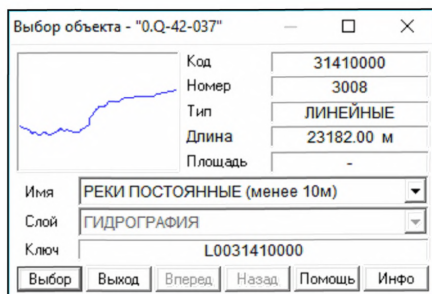 Выбор объекта - "0.Q-42-037"
Код 31410000
Номер 3008
Тип ЛИНЕЙНЫЕ
Длина 23182.00 м
Площадь -
Имя РЕКИ ПОСТОЯННЫЕ (менее 10м)
Слой ГИДРОГРАФИЯ
Ключ L0031410000
Выбор Выход Вперед Назад Помощь Инфо